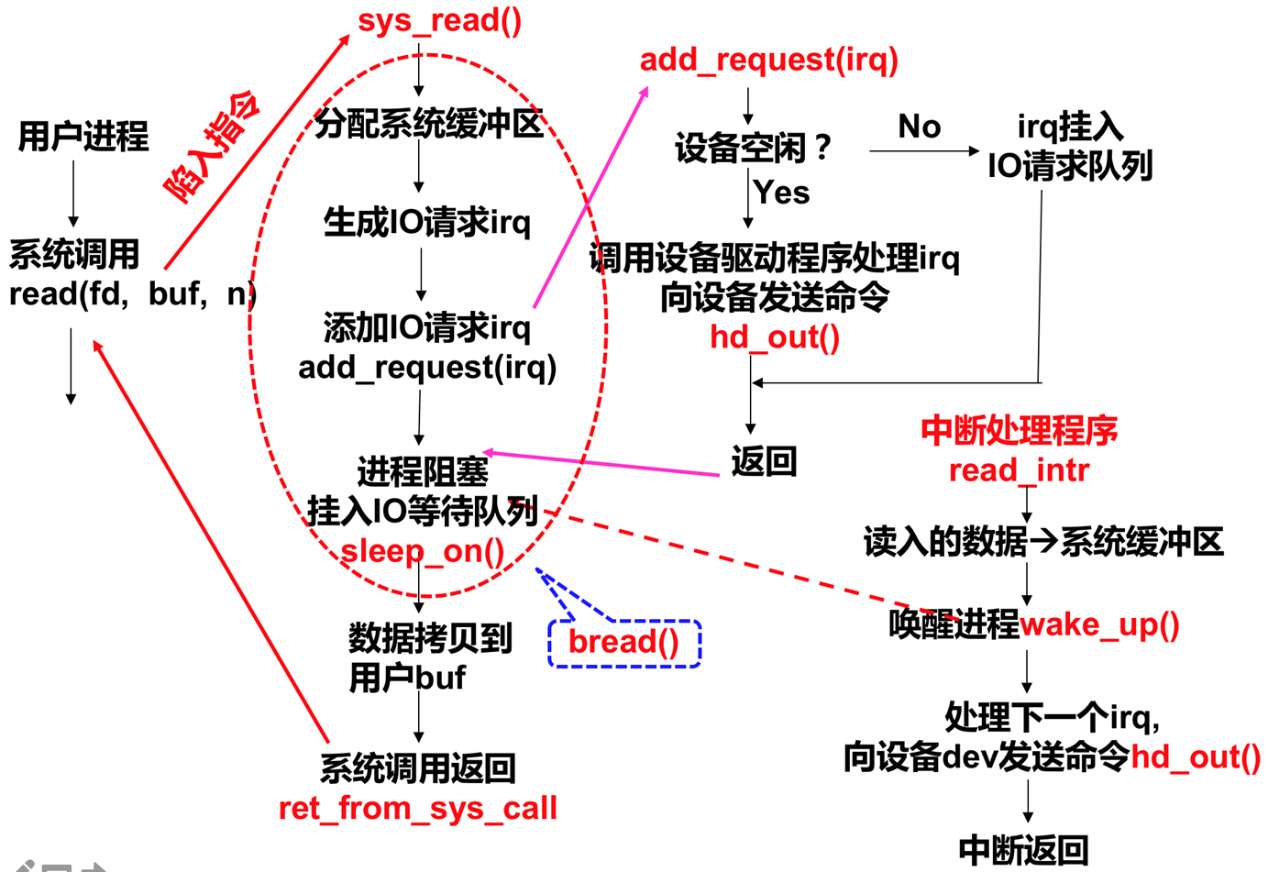 用户进程
系统调用
read(fd, buf, n)
陷入指令
sys_read()
分配系统缓冲区
生成IO请求irq
添加IO请求irq
add_request(irq)
进程阻塞
挂入IO等待队列
sleep_on()
数据拷贝到
用户buf
系统调用返回
ret_from_sys_call
bread()
add_request(irq)
设备空闲？
No
irq挂入
IO请求队列
Yes
调用设备驱动程序处理irq
向设备发送命令
hd_out()
返回
中断处理程序
read_intr
读入的数据→系统缓冲区
唤醒进程wake_up()
处理下一个irq,
向设备dev发送命令hd_out()
中断返回